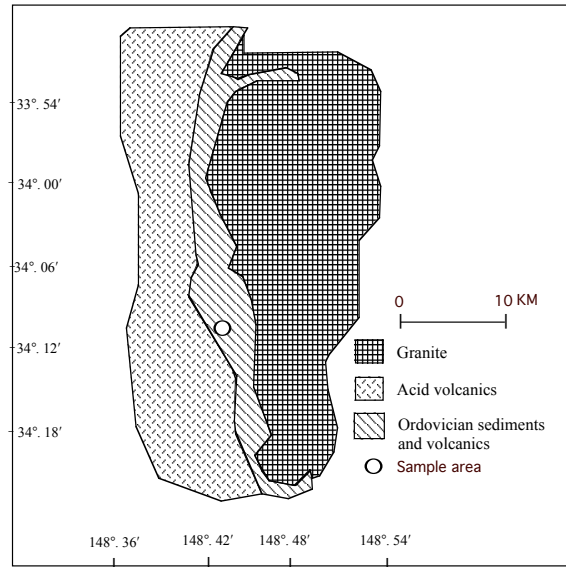 33°. 54′
34°. 00′
34°. 06′
34°. 12′
34°. 18′
0 10 KM
Granite
Acid volcanics
Ordovician sediments
and volcanics
Sample area
148°. 36′ 148°. 42′ 148°. 48′ 148°. 54′